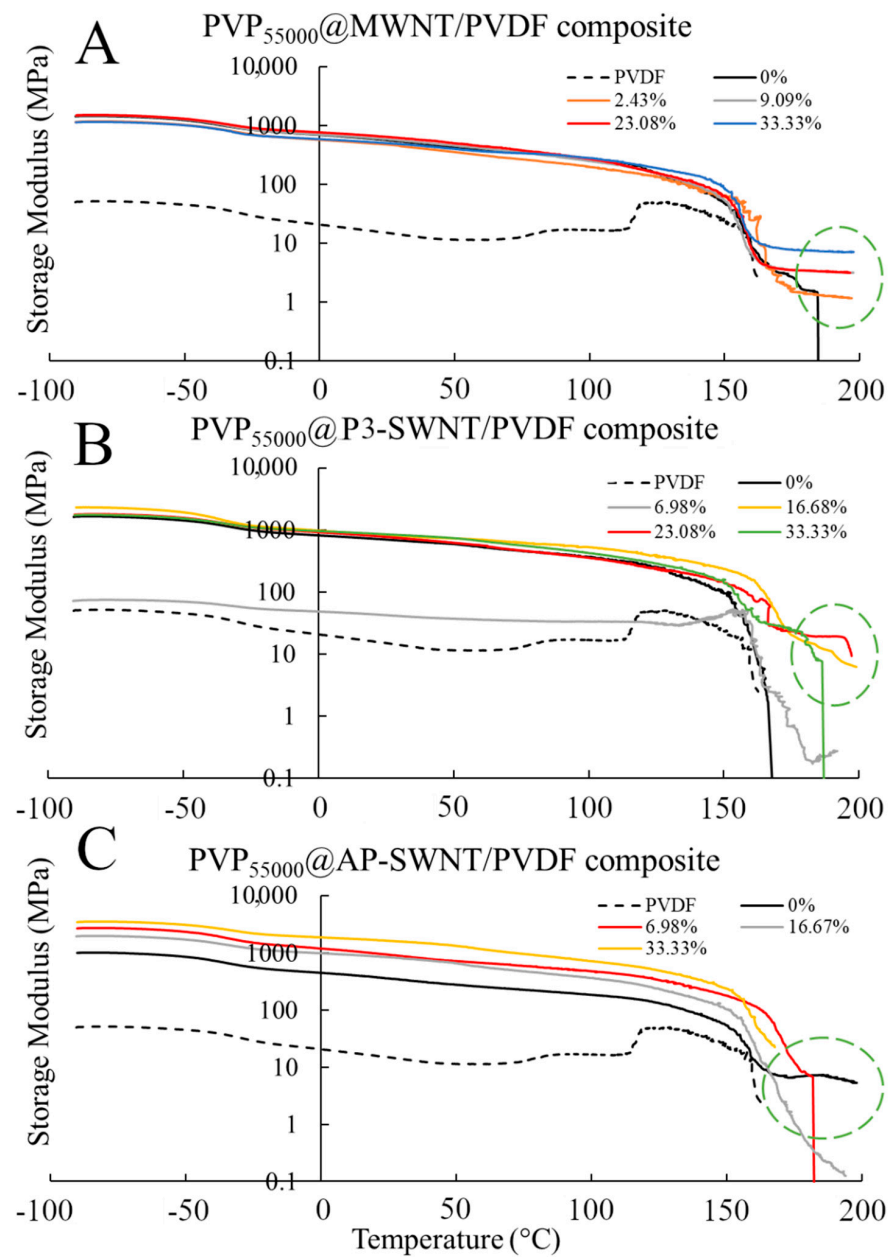 A
PVP55000@MWNT/PVDF composite
Storage Modulus (MPa)
10,000
1000
100
10
1
0.1
PVDF 0%
2.43% 9.09%
23.08% 33.33%
-100 -50 0 50 100 150 200
B
PVP55000@P3-SWNT/PVDF composite
Storage Modulus (MPa)
10,000
1000
100
10
1
0.1
PVDF 0%
6.98% 16.68%
23.08% 33.33%
-100 -50 0 50 100 150 200
C
PVP55000@AP-SWNT/PVDF composite
Storage Modulus (MPa)
10,000
1000
100
10
1
0.1
PVDF 0%
6.98% 16.67%
33.33%
-100 -50 0 50 100 150 200
Temperature (°C)